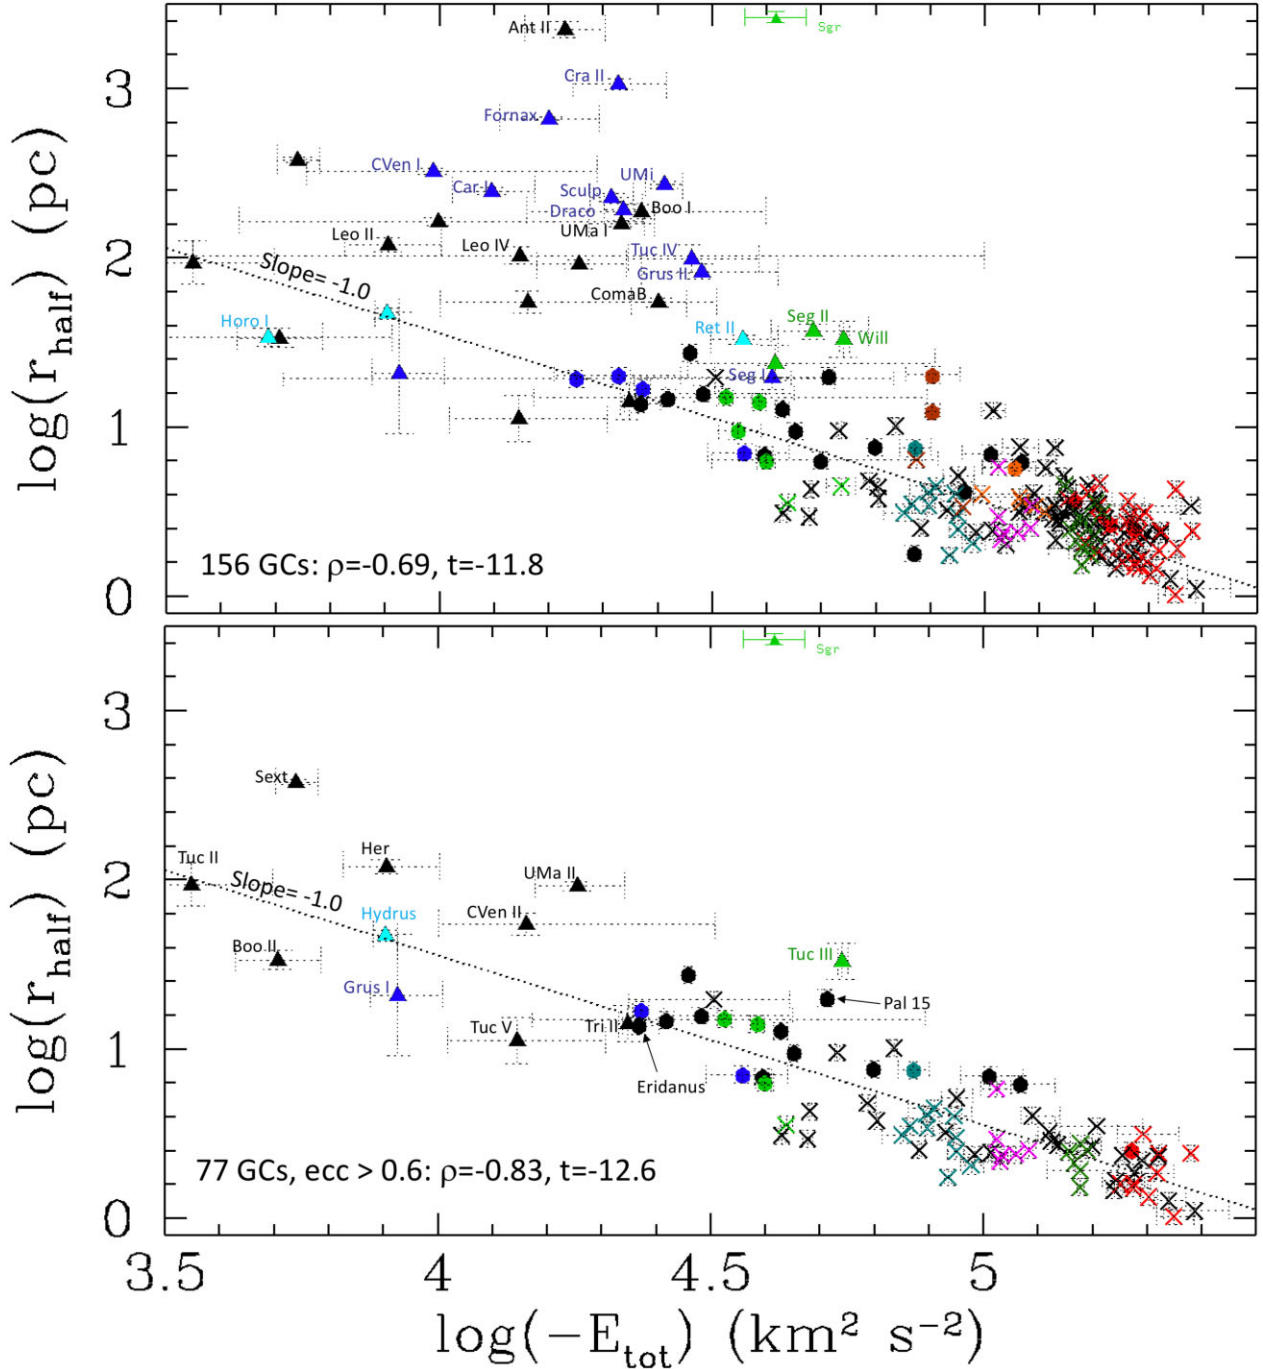 Ant II
Sgr
Cra II
Fornax
CVen I
UMi
Car I
Sculp
Draco
Boo I
UMa I
Leo II
Leo IV
Tuc IV
Grus II
Slope= -1.0
ComaB
Horo I
Ret II
Seg II
Will
Seg I
156 GCs: ρ=-0.69, t=-11.8
3
2
1
0
log(r_half) (pc)
Sgr
Sext
Tuc II
Her
UMa II
Slope= -1.0
CVen II
Hydrus
Boo II
Tuc III
Grus I
Pal 15
Tuc V
Tri II
Eridanus
77 GCs, ecc > 0.6: ρ=-0.83, t=-12.6
3
2
1
0
log(r_half) (pc)
3.5 4 4.5 5
log(-E_tot) (km² s⁻²)